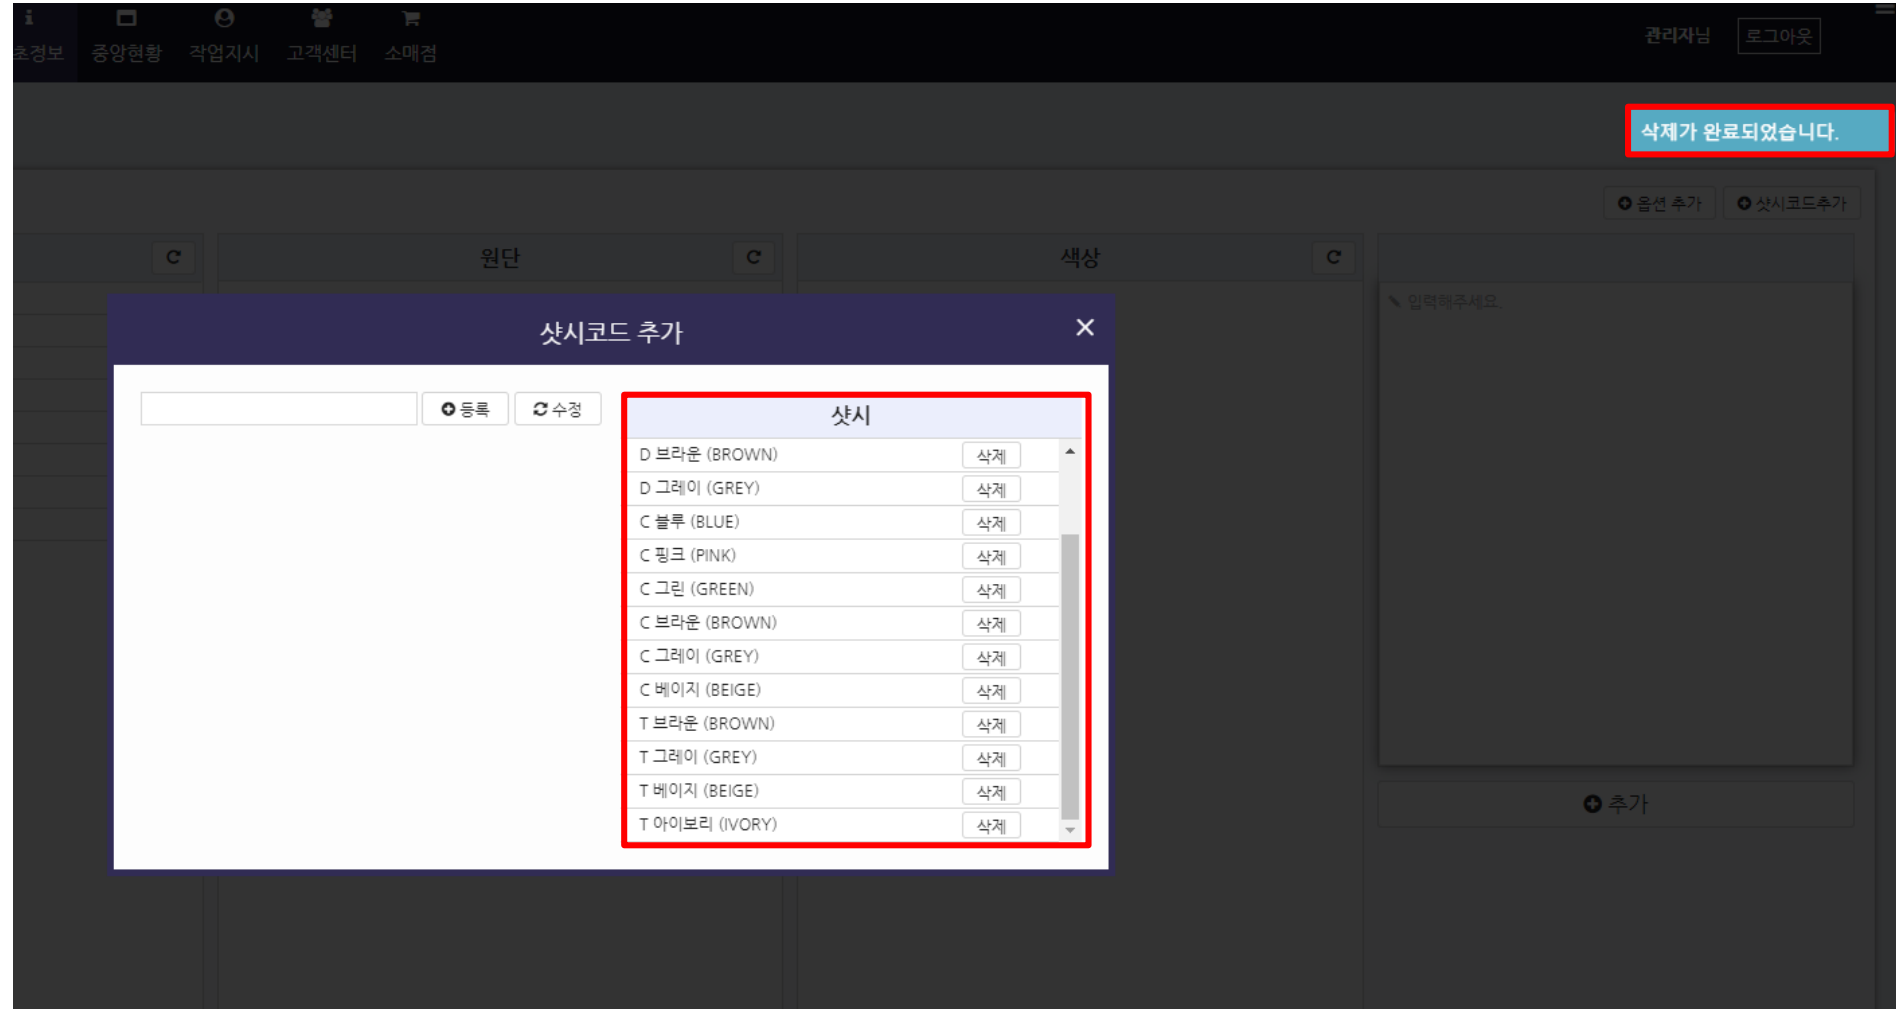 초정보 중앙현황 작업지시 고객센터 소매점
관리자님 로그아웃
삭제가 완료되었습니다.
옵션 추가 샷시코드추가
원단 색상
입력해주세요.
샷시코드 추가
등록 수정
샷시
D 브라운 (BROWN) 삭제
D 그레이 (GREY) 삭제
C 블루 (BLUE) 삭제
C 핑크 (PINK) 삭제
C 그린 (GREEN) 삭제
C 브라운 (BROWN) 삭제
C 그레이 (GREY) 삭제
C 베이지 (BEIGE) 삭제
T 브라운 (BROWN) 삭제
T 그레이 (GREY) 삭제
T 베이지 (BEIGE) 삭제
T 아이보리 (IVORY) 삭제
추가